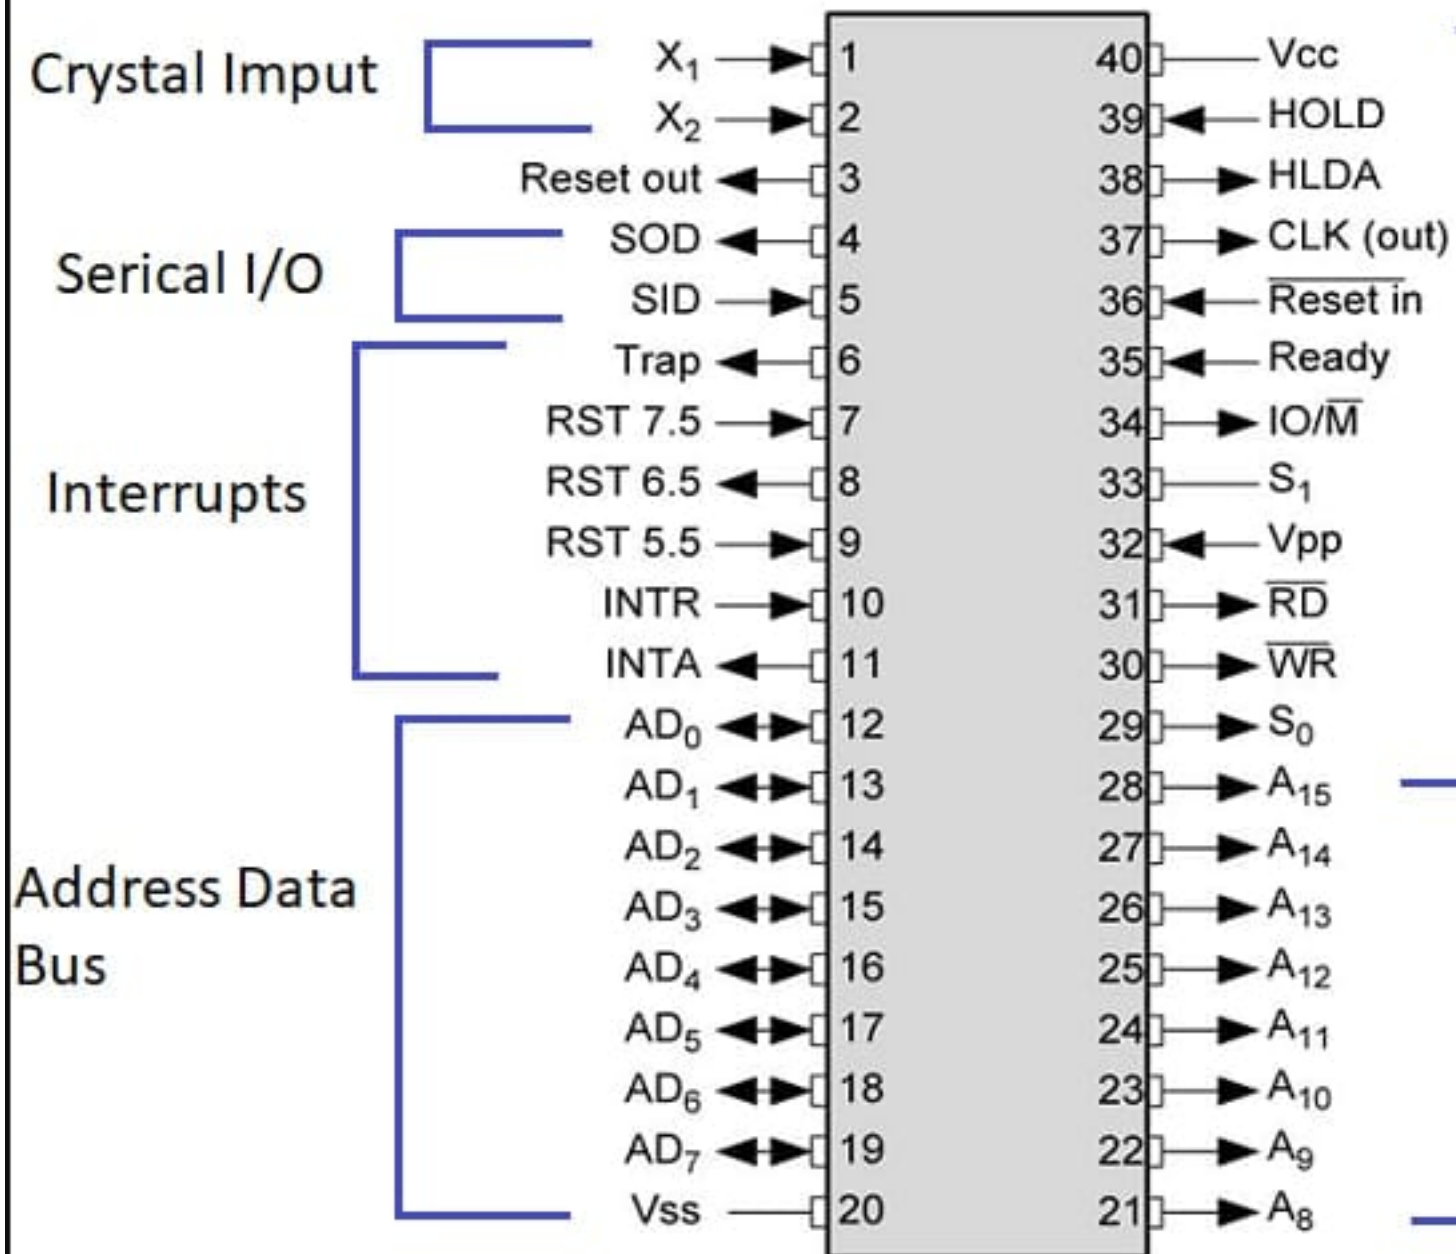 Crystal Imput
X₁ 1 40 Vcc
X₂ 2 39 HOLD
Reset out 3 38 HLDA
Serical I/O
SOD 4 37 CLK (out)
SID 5 36 Reset in
Interrupts
Trap 6 35 Ready
RST 7.5 7 34 IO/M
RST 6.5 8 33 S₁
RST 5.5 9 32 Vpp
INTR 10 31 RD
INTA 11 30 WR
Address Data
Bus
AD₀ 12 29 S₀
AD₁ 13 28 A₁₅
AD₂ 14 27 A₁₄
AD₃ 15 26 A₁₃
AD₄ 16 25 A₁₂
AD₅ 17 24 A₁₁
AD₆ 18 23 A₁₀
AD₇ 19 22 A₉
Vss 20 21 A₈